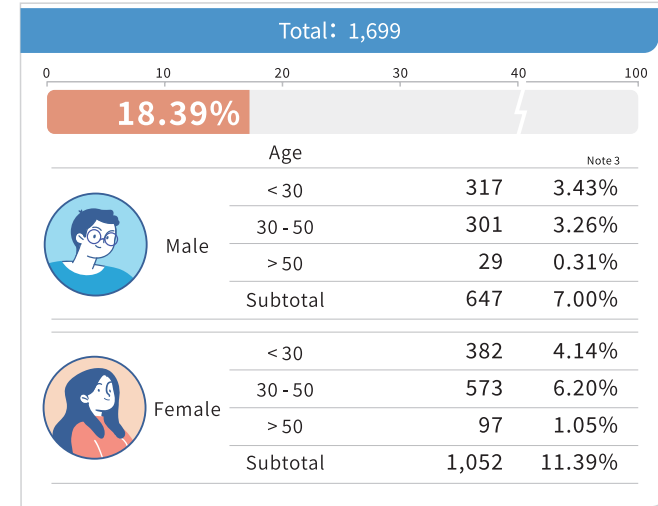 Total: 1,699
0 10 20 30 40 100
18.39%
Age Note 3
< 30 317 3.43%
30 - 50 301 3.26%
Male
> 50 29 0.31%
Subtotal 647 7.00%
< 30 382 4.14%
30 - 50 573 6.20%
Female
> 50 97 1.05%
Subtotal 1,052 11.39%